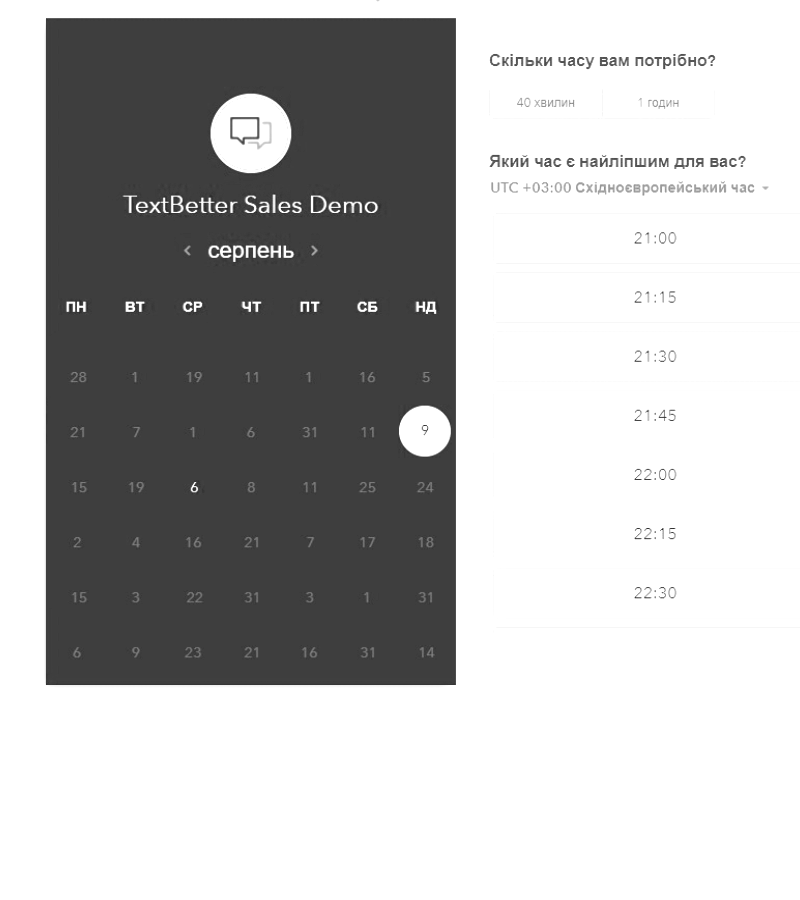 TextBetter Sales Demo
серпень
ПН ВТ СР ЧТ ПТ СБ НД
28 1 19 11 1 16 5
21 7 1 6 31 11 9
15 19 6 8 11 25 24
2 4 16 21 7 17 18
15 3 22 31 3 1 31
6 9 23 21 16 31 14
Скільки часу вам потрібно?
40 хвилин
1 годин
Який час є найліпшим для вас?
UTC +03:00 Східноєвропейський час
21:00
21:15
21:30
21:45
22:00
22:15
22:30